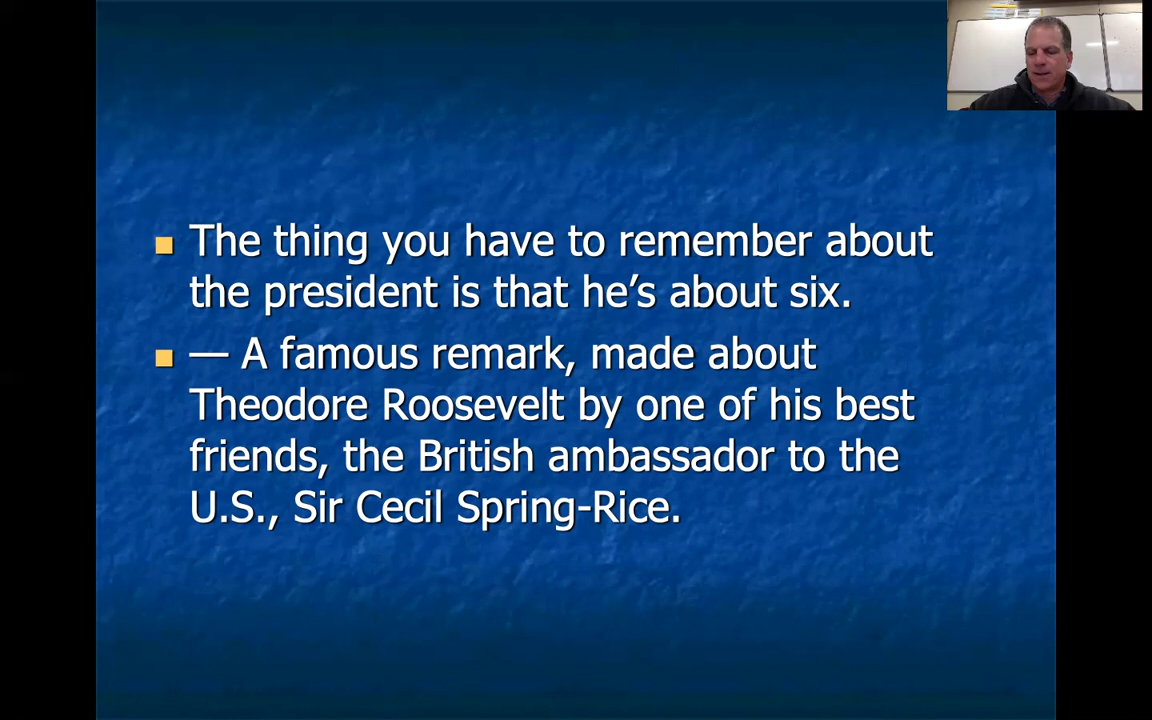 The thing you have to remember about
the president is that he’s about six.
— A famous remark, made about
Theodore Roosevelt by one of his best
friends, the British ambassador to the
U.S., Sir Cecil Spring-Rice.